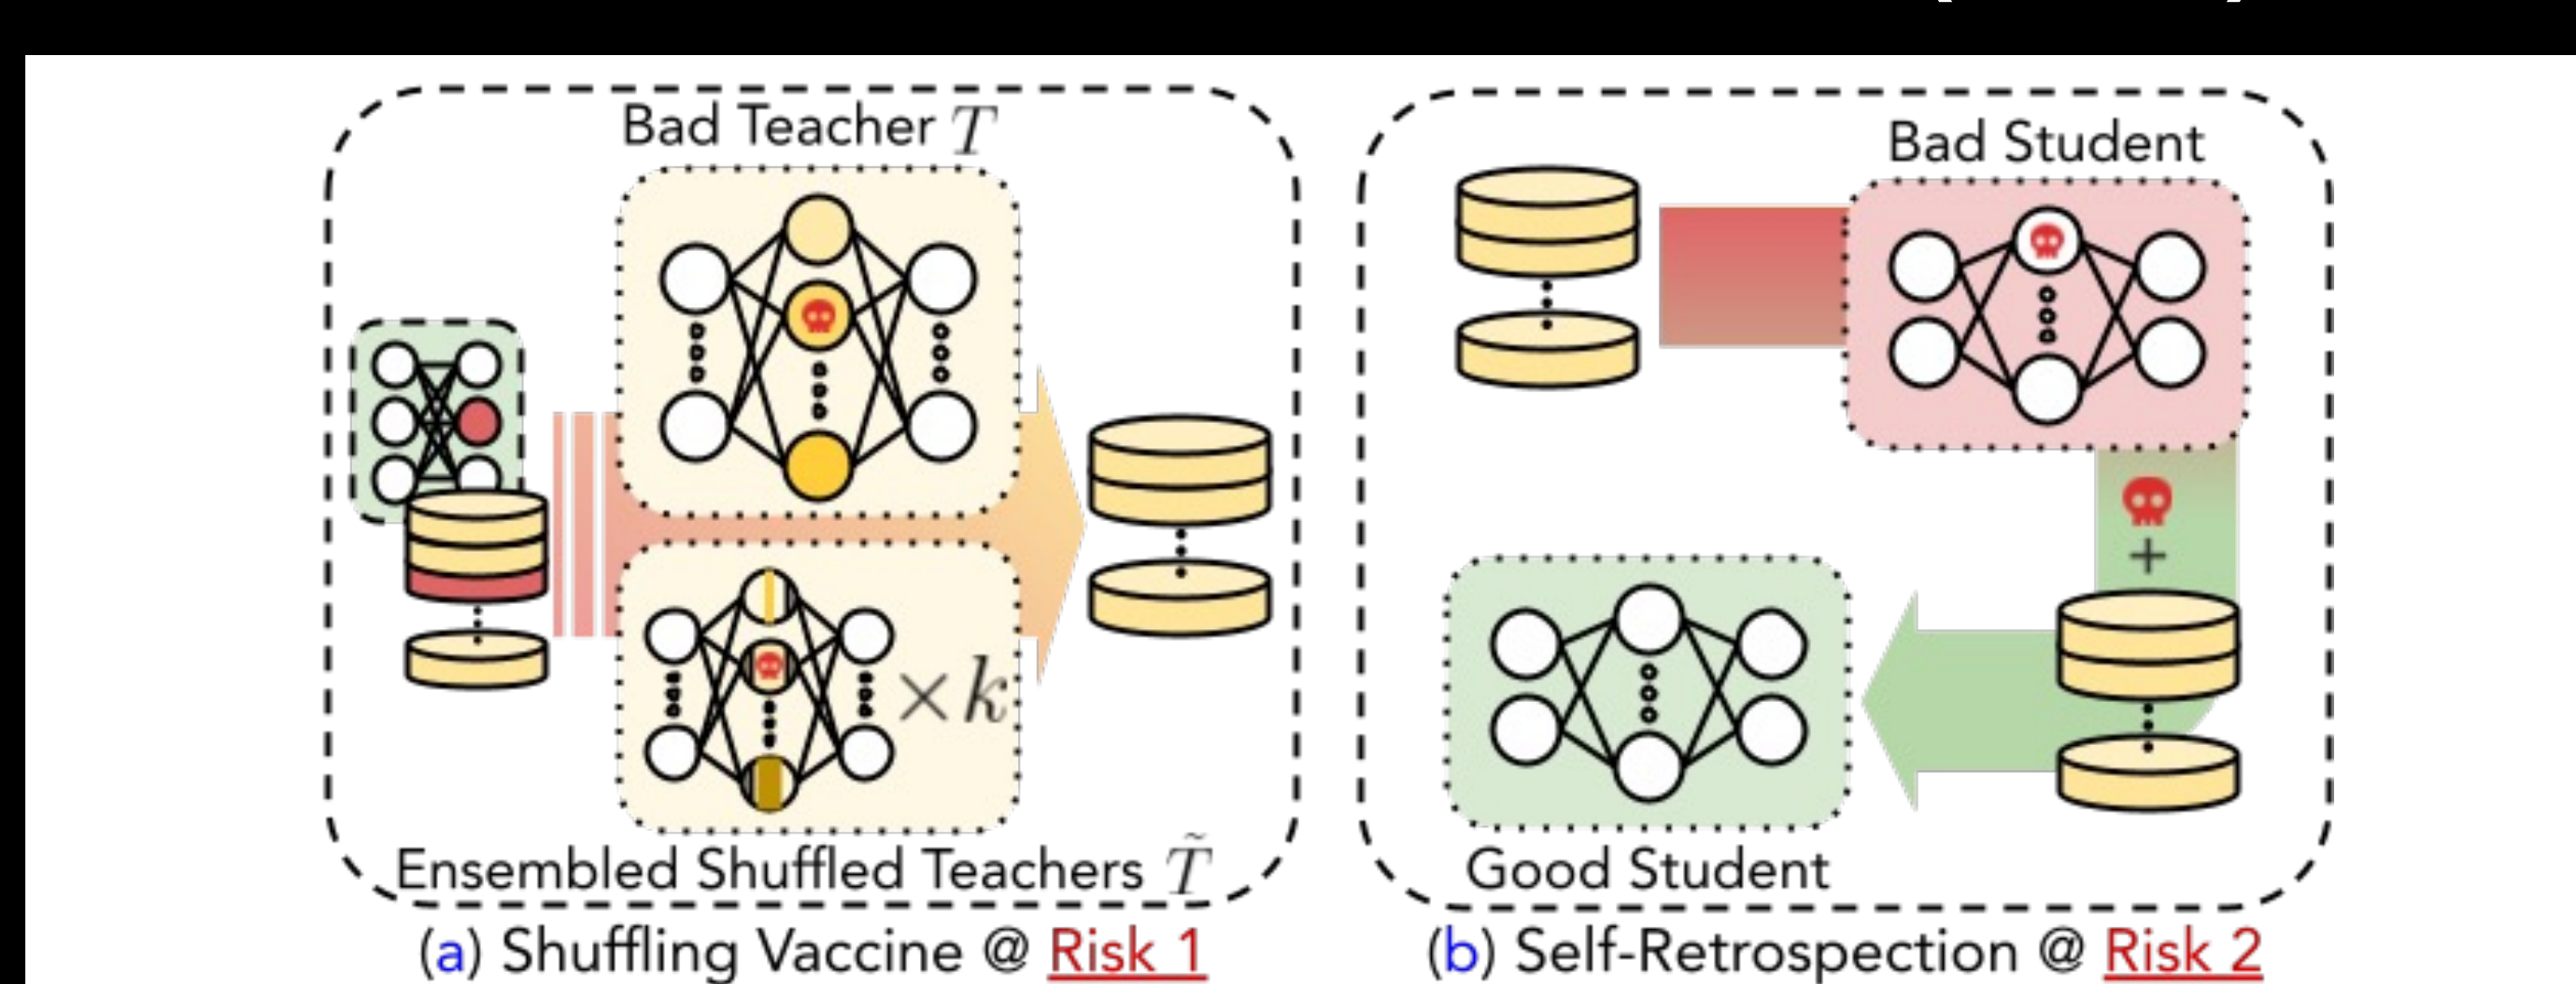 Bad Teacher T
Bad Student
+
×k
Ensembled Shuffled Teachers T̃
Good Student
(a) Shuffling Vaccine @ Risk 1
(b) Self-Retrospection @ Risk 2